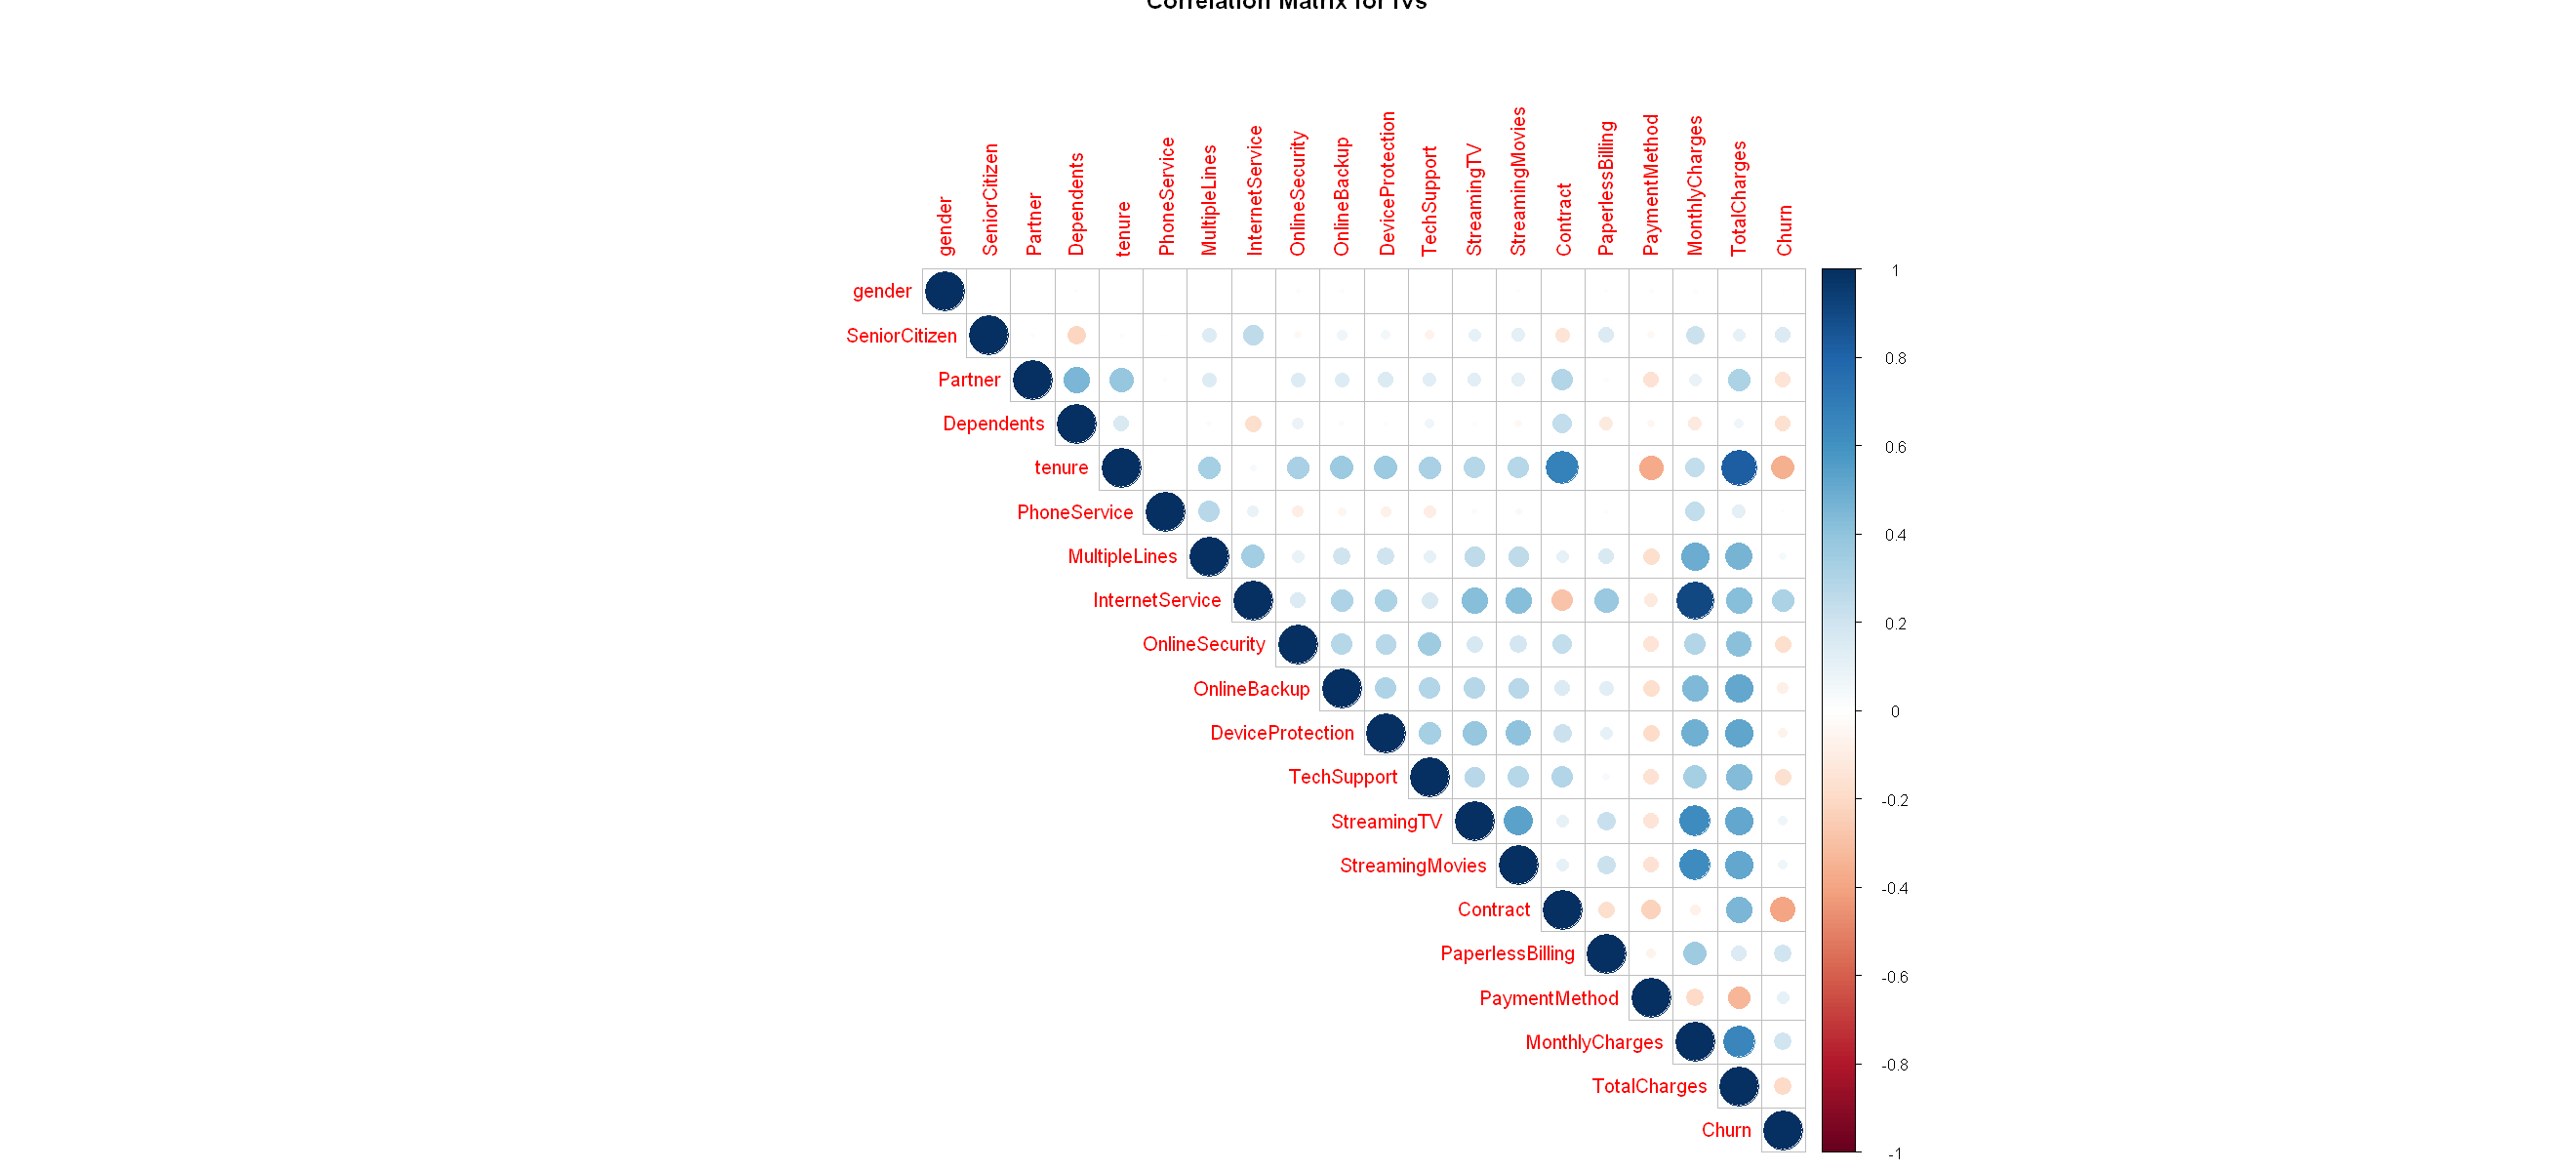 Correlation Matrix for IVs
gender
SeniorCitizen
Partner
Dependents
tenure
PhoneService
MultipleLines
InternetService
OnlineSecurity
OnlineBackup
DeviceProtection
TechSupport
StreamingTV
StreamingMovies
Contract
PaperlessBilling
PaymentMethod
MonthlyCharges
TotalCharges
Churn
gender
SeniorCitizen
Partner
Dependents
tenure
PhoneService
MultipleLines
InternetService
OnlineSecurity
OnlineBackup
DeviceProtection
TechSupport
StreamingTV
StreamingMovies
Contract
PaperlessBilling
PaymentMethod
MonthlyCharges
TotalCharges
Churn
1
0.8
0.6
0.4
0.2
0
-0.2
-0.4
-0.6
-0.8
-1